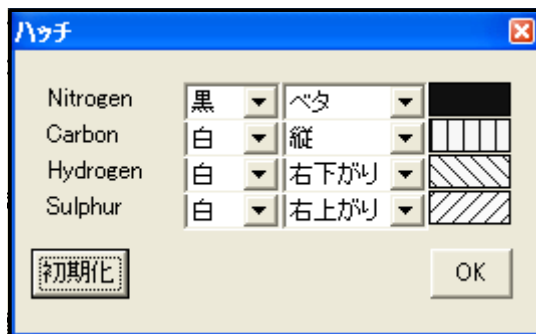 ハッチ
Nitrogen 黒 ベタ
Carbon 白 縦
Hydrogen 白 右下がり
Sulphur 白 右上がり
初期化 OK